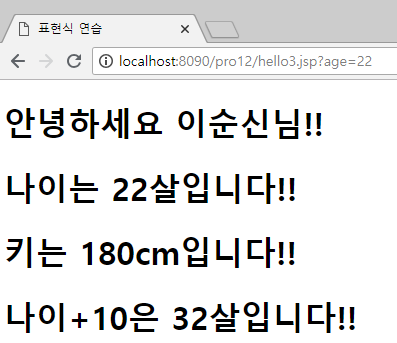 표현식 연습
localhost:8090/pro12/hello3.jsp?age=22
안녕하세요 이순신님!!
나이는 22살입니다!!
키는 180cm입니다!!
나이+10은 32살입니다!!